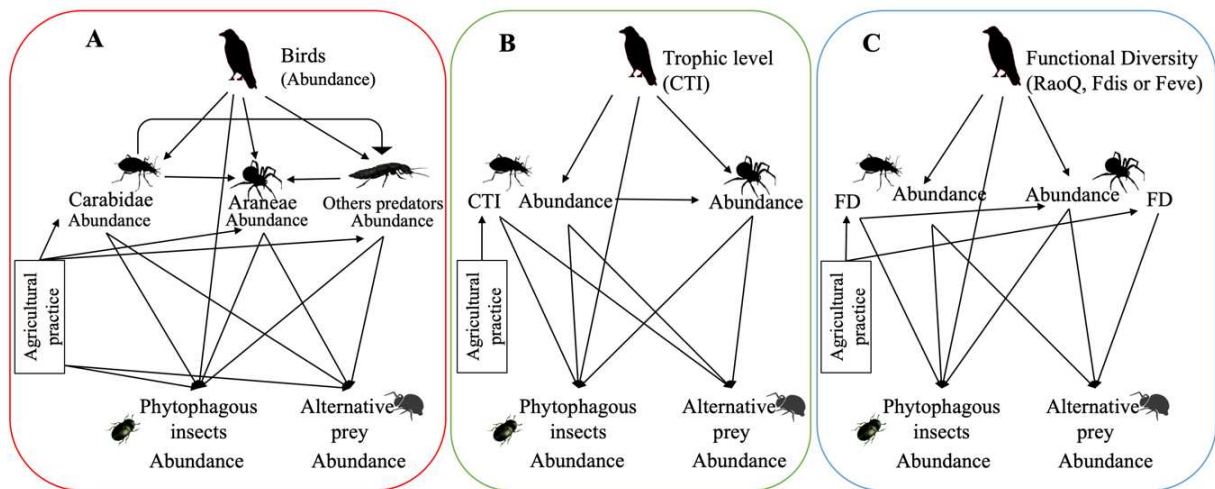 A
Birds
(Abundance)
Carabidae
Abundance
Araneae
Abundance
Others predators
Abundance
Agricultural
practice
Phytophagous
insects
Abundance
Alternative
prey
Abundance
B
Trophic level
(CTI)
CTI
Abundance
Abundance
Agricultural
practice
Phytophagous
insects
Abundance
Alternative
prey
Abundance
C
Functional Diversity
(RaoQ, Fdis or Feve)
FD
Abundance
Abundance
FD
Agricultural
practice
Phytophagous
insects
Abundance
Alternative
prey
Abundance